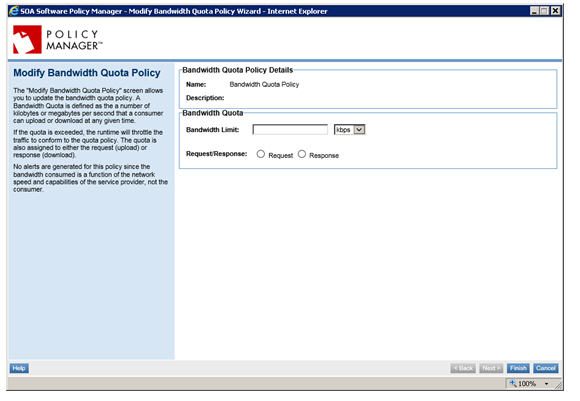 SOA Software Policy Manager - Modify Bandwidth Quota Policy Wizard - Internet Explorer
POLICY
MANAGER™
Modify Bandwidth Quota Policy
The "Modify Bandwidth Quota Policy" screen allows
you to update the bandwidth quota policy. A
Bandwidth Quota is defined as the a number of
kilobytes or megabytes per second that a consumer
can upload or download at any given time.
If the quota is exceeded, the runtime will throttle the
traffic to conform to the quota policy. The quota is
also assigned to either the request (upload) or
response (download).
No alerts are generated for this policy since the
bandwidth consumed is a function of the network
speed and capabilities of the service provider, not the
consumer.
Bandwidth Quota Policy Details
Name: Bandwidth Quota Policy
Description:
Bandwidth Quota
Bandwidth Limit: kbps
Request/Response: Request Response
Help
< Back Next > Finish Cancel
100%